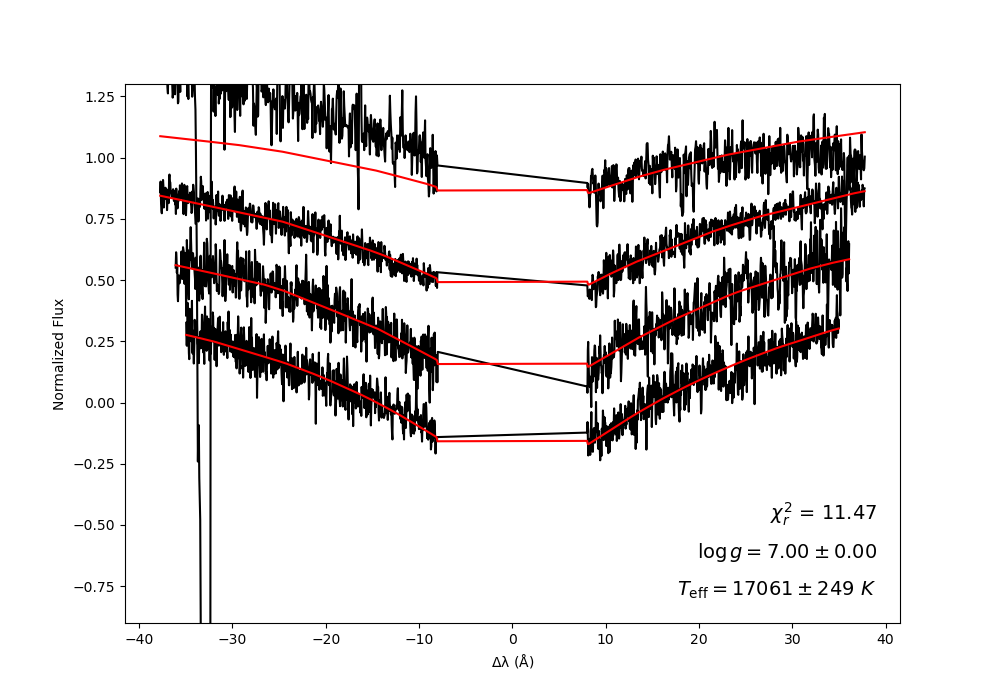 1.25
1.00
0.75
0.50
0.25
0.00
−0.25
−0.50
−0.75
Normalized Flux
χ²ᵣ = 11.47
log g = 7.00 ± 0.00
T_eff = 17061 ± 249 K
−40 −30 −20 −10 0 10 20 30 40
Δλ (Å)